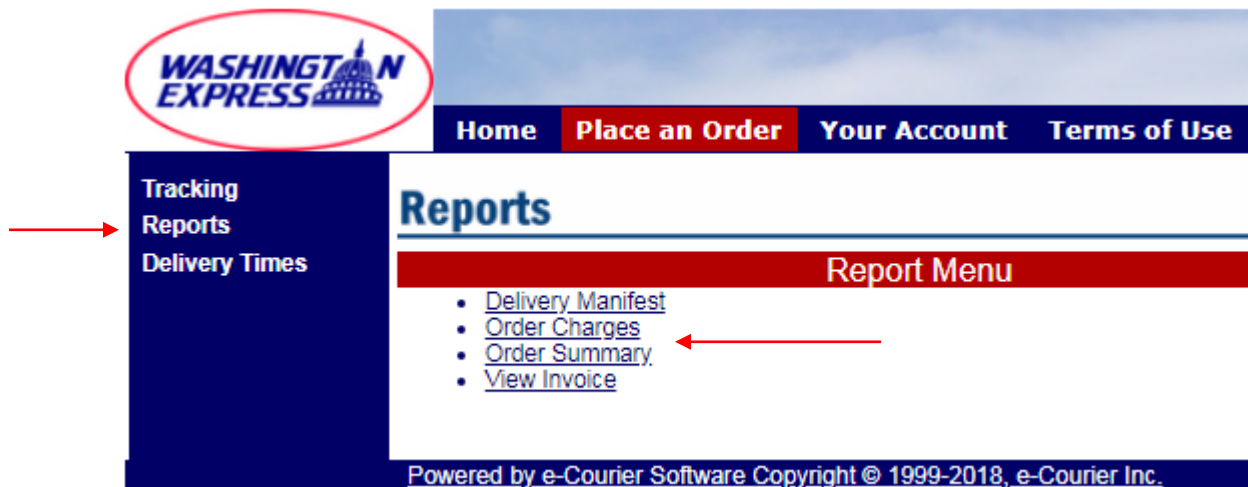 WASHINGTON
EXPRESS
Home Place an Order Your Account Terms of Use
Tracking
Reports
Delivery Times
Reports
Report Menu
Delivery Manifest
Order Charges
Order Summary
View Invoice
Powered by e-Courier Software Copyright © 1999-2018, e-Courier Inc.